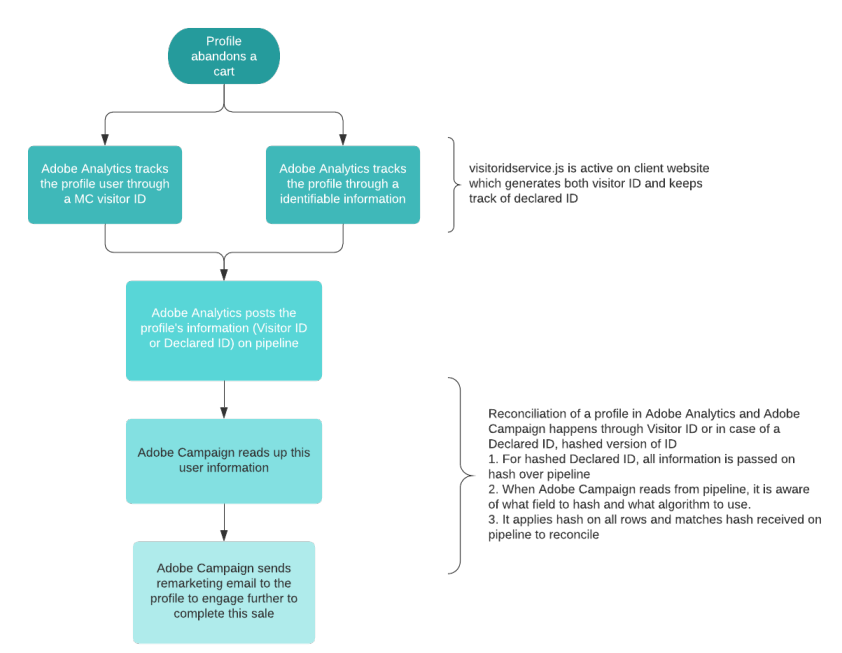 Profile
abandons a
cart
Adobe Analytics tracks
the profile user through
a MC visitor ID
Adobe Analytics tracks
the profile through a
identifiable information
visitoridservice.js is active on client website
which generates both visitor ID and keeps
track of declared ID
Adobe Analytics posts the
profile's information (Visitor ID
or Declared ID) on pipeline
Adobe Campaign reads up this
user information
Reconciliation of a profile in Adobe Analytics and Adobe
Campaign happens through Visitor ID or in case of a
Declared ID, hashed version of ID
1. For hashed Declared ID, all information is passed on
hash over pipeline
2. When Adobe Campaign reads from pipeline, it is aware
of what field to hash and what algorithm to use.
3. It applies hash on all rows and matches hash received on
pipeline to reconcile
Adobe Campaign sends
remarketing email to the
profile to engage further to
complete this sale